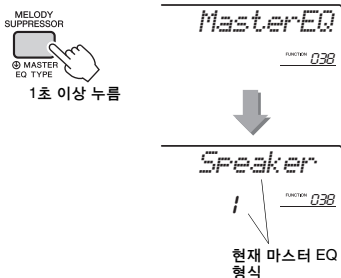 MELODY
SUPPRESSOR
MASTER
EQ TYPE
1초 이상 누름
MasterEQ
FUNCTION 038
Speaker
1 FUNCTION 038
현재 마스터 EQ
형식